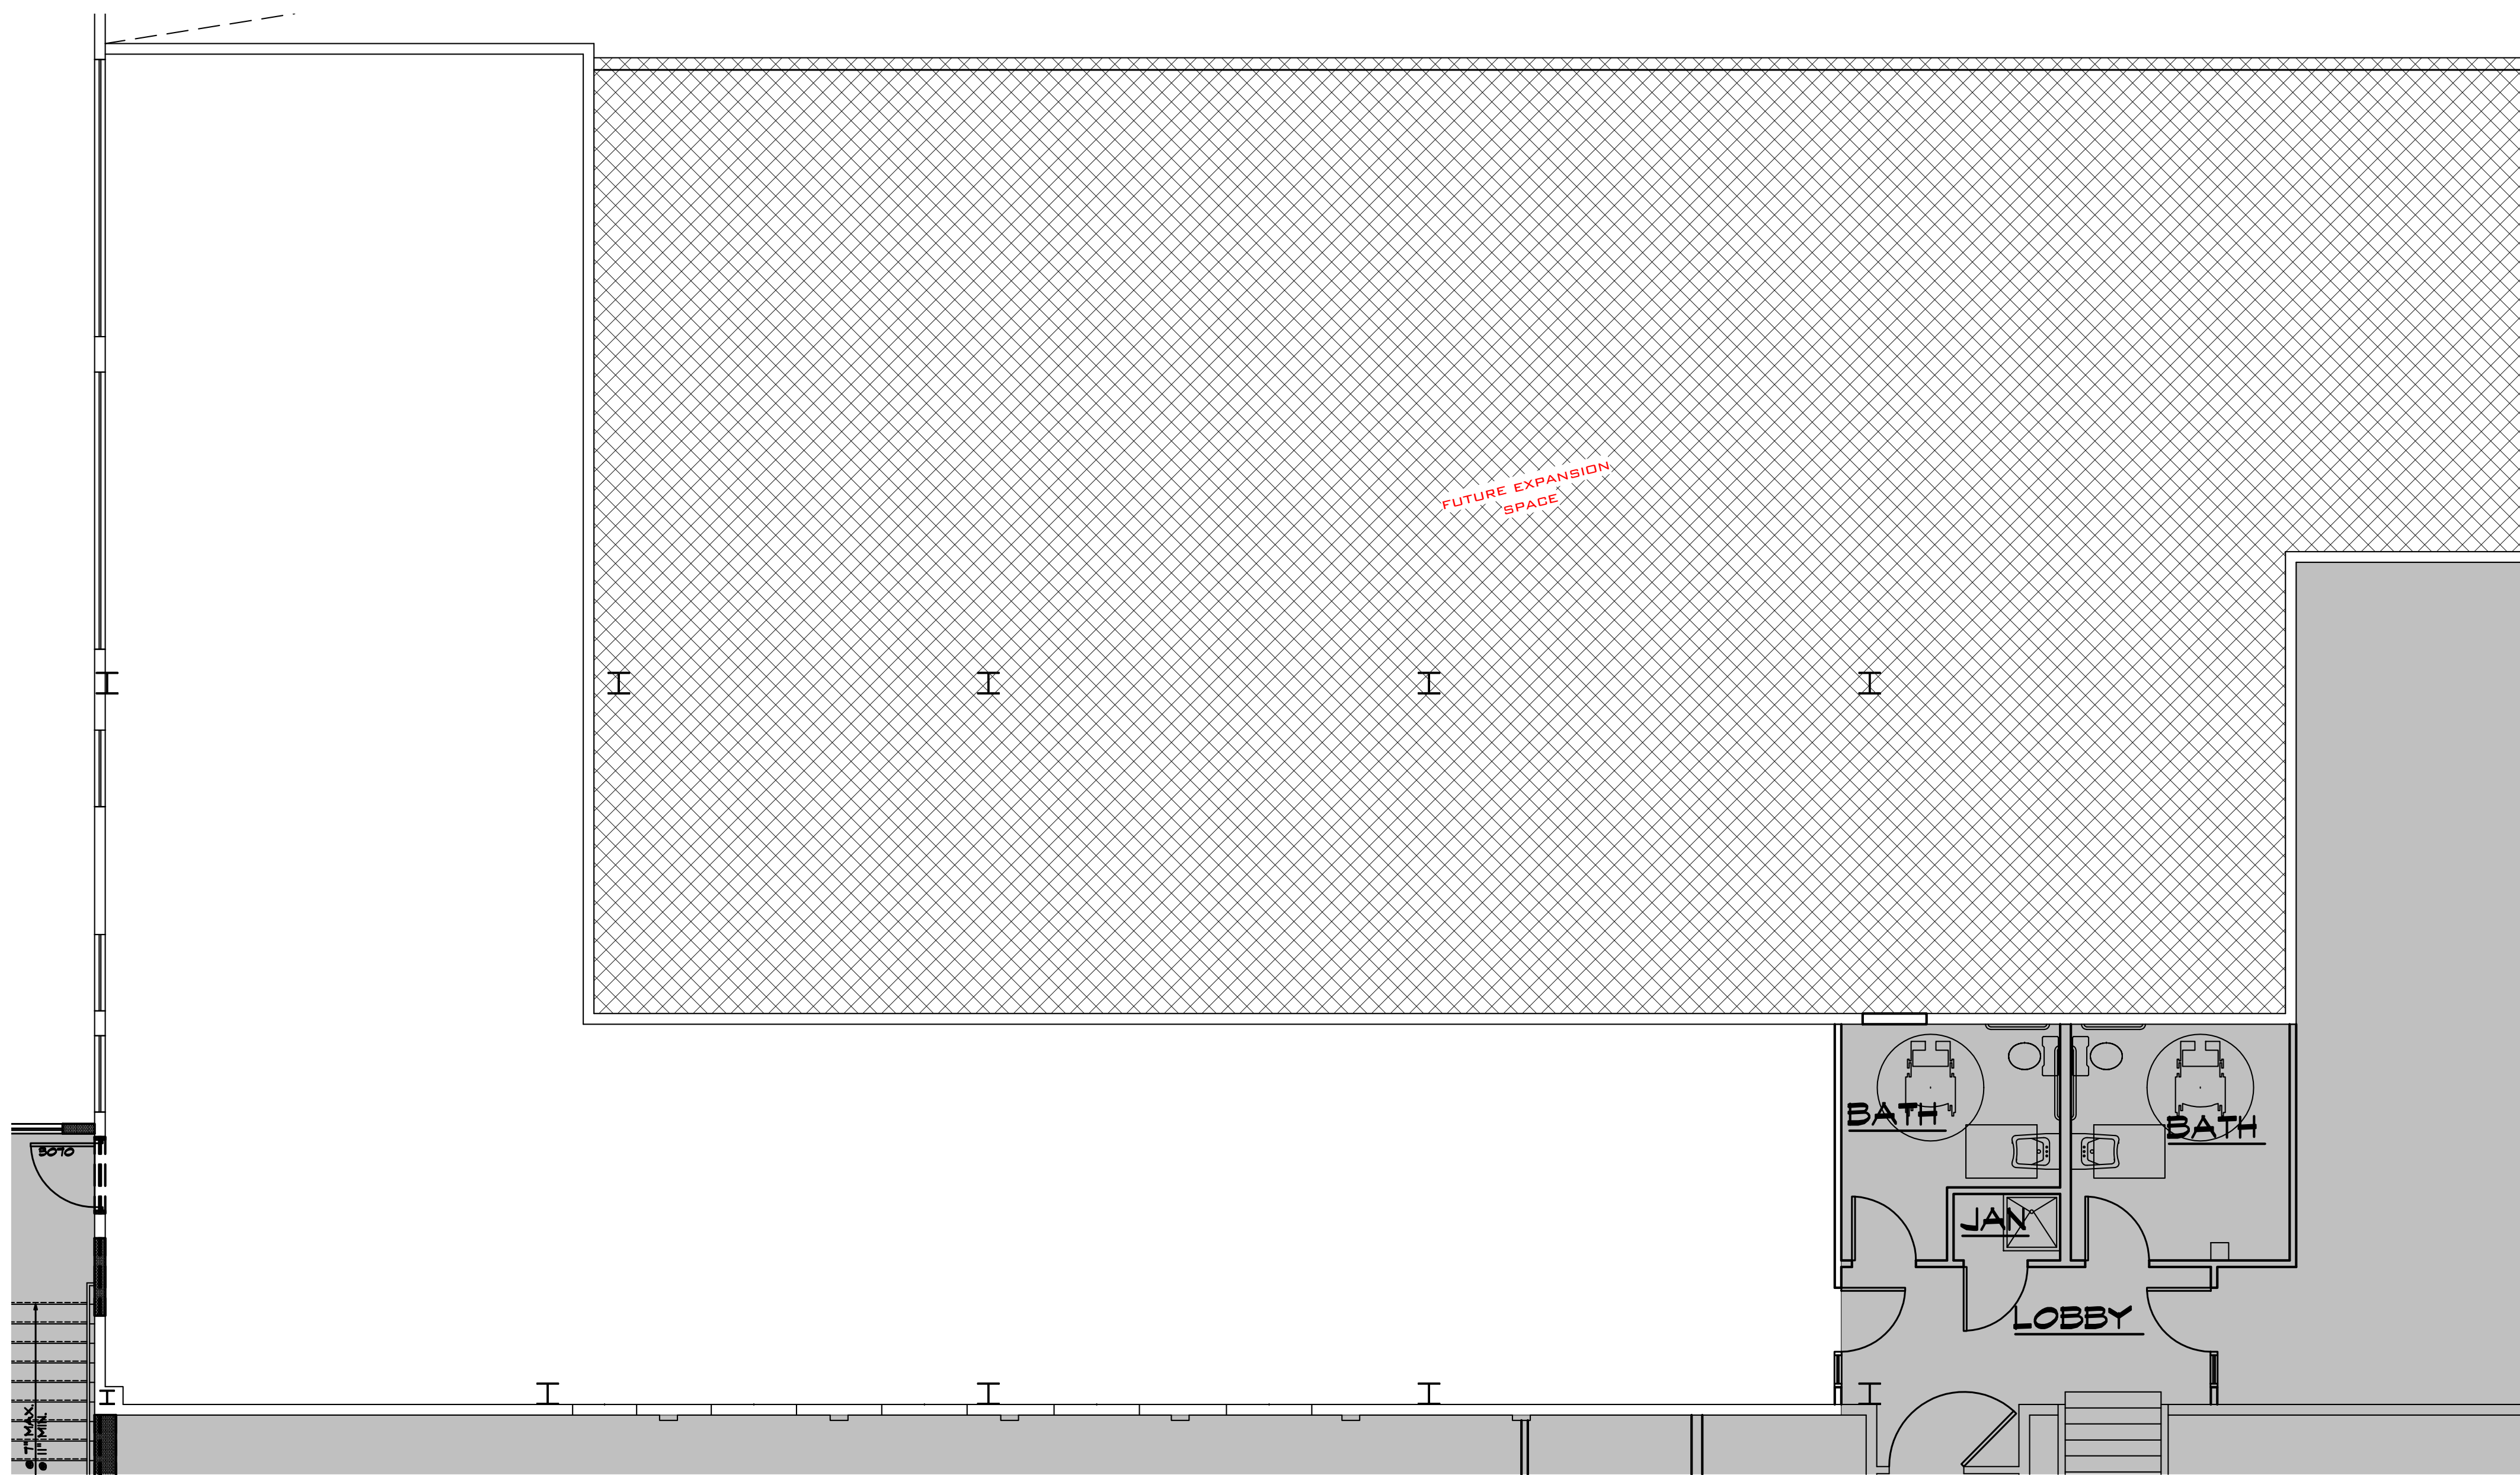 FUTURE EXPANSION
SPACE
BATH
BATH
3070
JAN
LOBBY
7" MAX.
11" MIN.